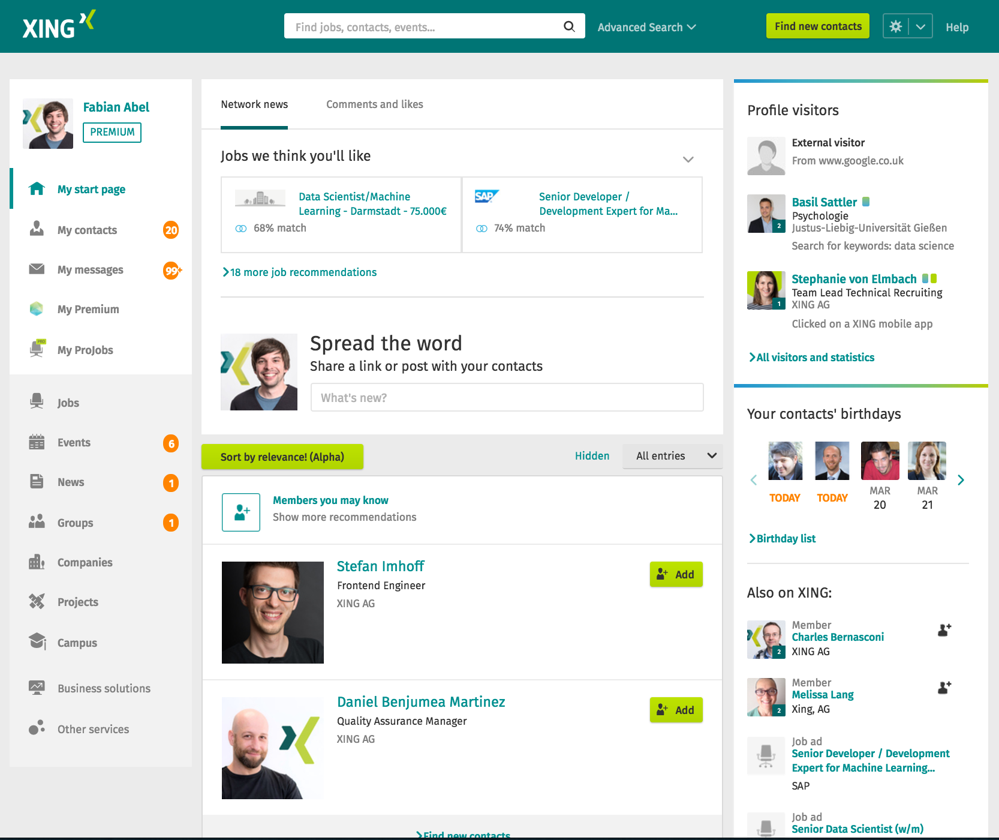 XING
Find jobs, contacts, events...
Advanced Search
Find new contacts
Help
Fabian Abel
PREMIUM
My start page
My contacts
20
My messages
99+
My Premium
PRO
My ProJobs
Jobs
Events
6
News
1
Groups
1
Companies
Projects
Campus
Business solutions
Other services
Network news
Comments and likes
Jobs we think you'll like
Data Scientist/Machine
Learning - Darmstadt - 75.000€
68% match
SAP
Senior Developer /
Development Expert for Ma...
74% match
18 more job recommendations
Spread the word
Share a link or post with your contacts
What's new?
Sort by relevance! (Alpha)
Hidden
All entries
Members you may know
Show more recommendations
Stefan Imhoff
Frontend Engineer
XING AG
Add
Daniel Benjumea Martinez
Quality Assurance Manager
XING AG
Add
Find new contacts
Profile visitors
External visitor
From www.google.co.uk
Basil Sattler
Psychologie
2
Justus-Liebig-Universität Gießen
Search for keywords: data science
Stephanie von Elmbach
Team Lead Technical Recruiting
1
XING AG
Clicked on a XING mobile app
All visitors and statistics
Your contacts' birthdays
TODAY
TODAY
MAR
20
MAR
21
Birthday list
Also on XING:
Member
Charles Bernasconi
2
XING AG
Member
Melissa Lang
2
Xing, AG
Job ad
Senior Developer / Development
Expert for Machine Learning...
SAP
Job ad
Senior Data Scientist (w/m)